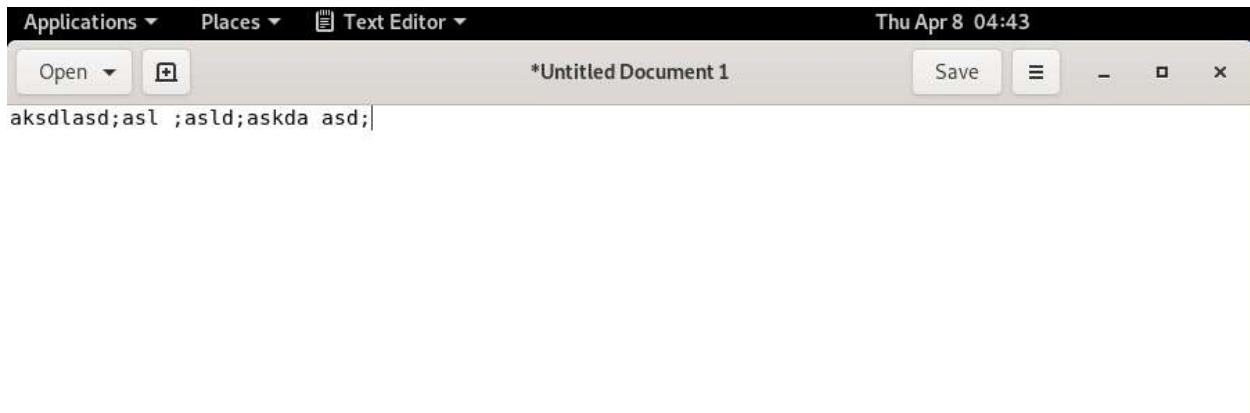 Applications Places Text Editor Thu Apr 8 04:43
Open *Untitled Document 1 Save
aksdlasd;asl ;asld;askda asd;